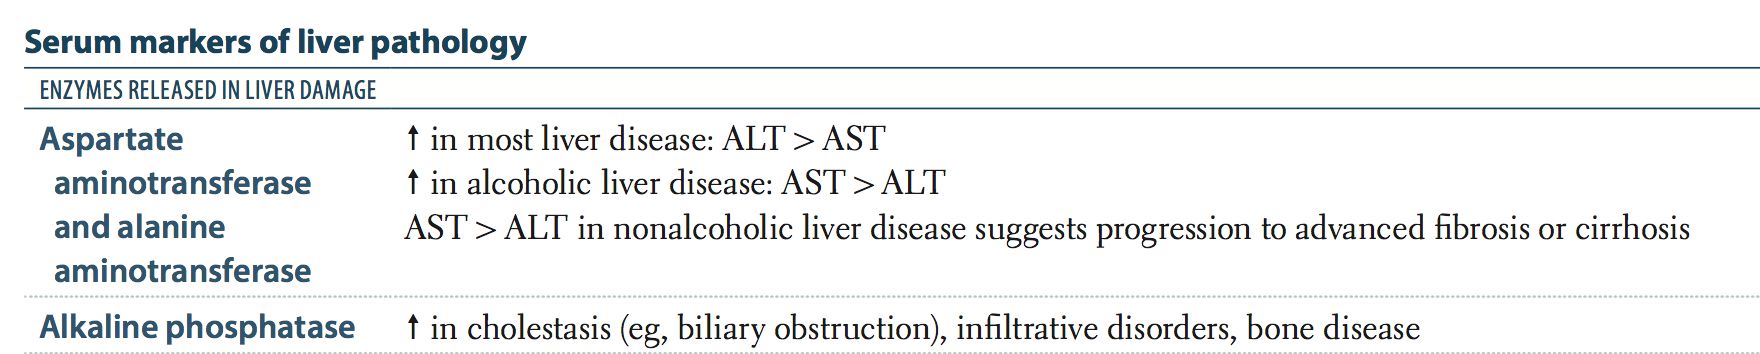 Serum markers of liver pathology
ENZYMES RELEASED IN LIVER DAMAGE
Aspartate
aminotransferase
and alanine
aminotransferase
↑ in most liver disease: ALT > AST
↑ in alcoholic liver disease: AST > ALT
AST > ALT in nonalcoholic liver disease suggests progression to advanced fibrosis or cirrhosis
Alkaline phosphatase
↑ in cholestasis (eg, biliary obstruction), infiltrative disorders, bone disease